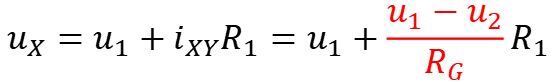 u_X = u_1 + i_{XY}R_1 = u_1 + \frac{u_1 - u_2}{R_G} R_1